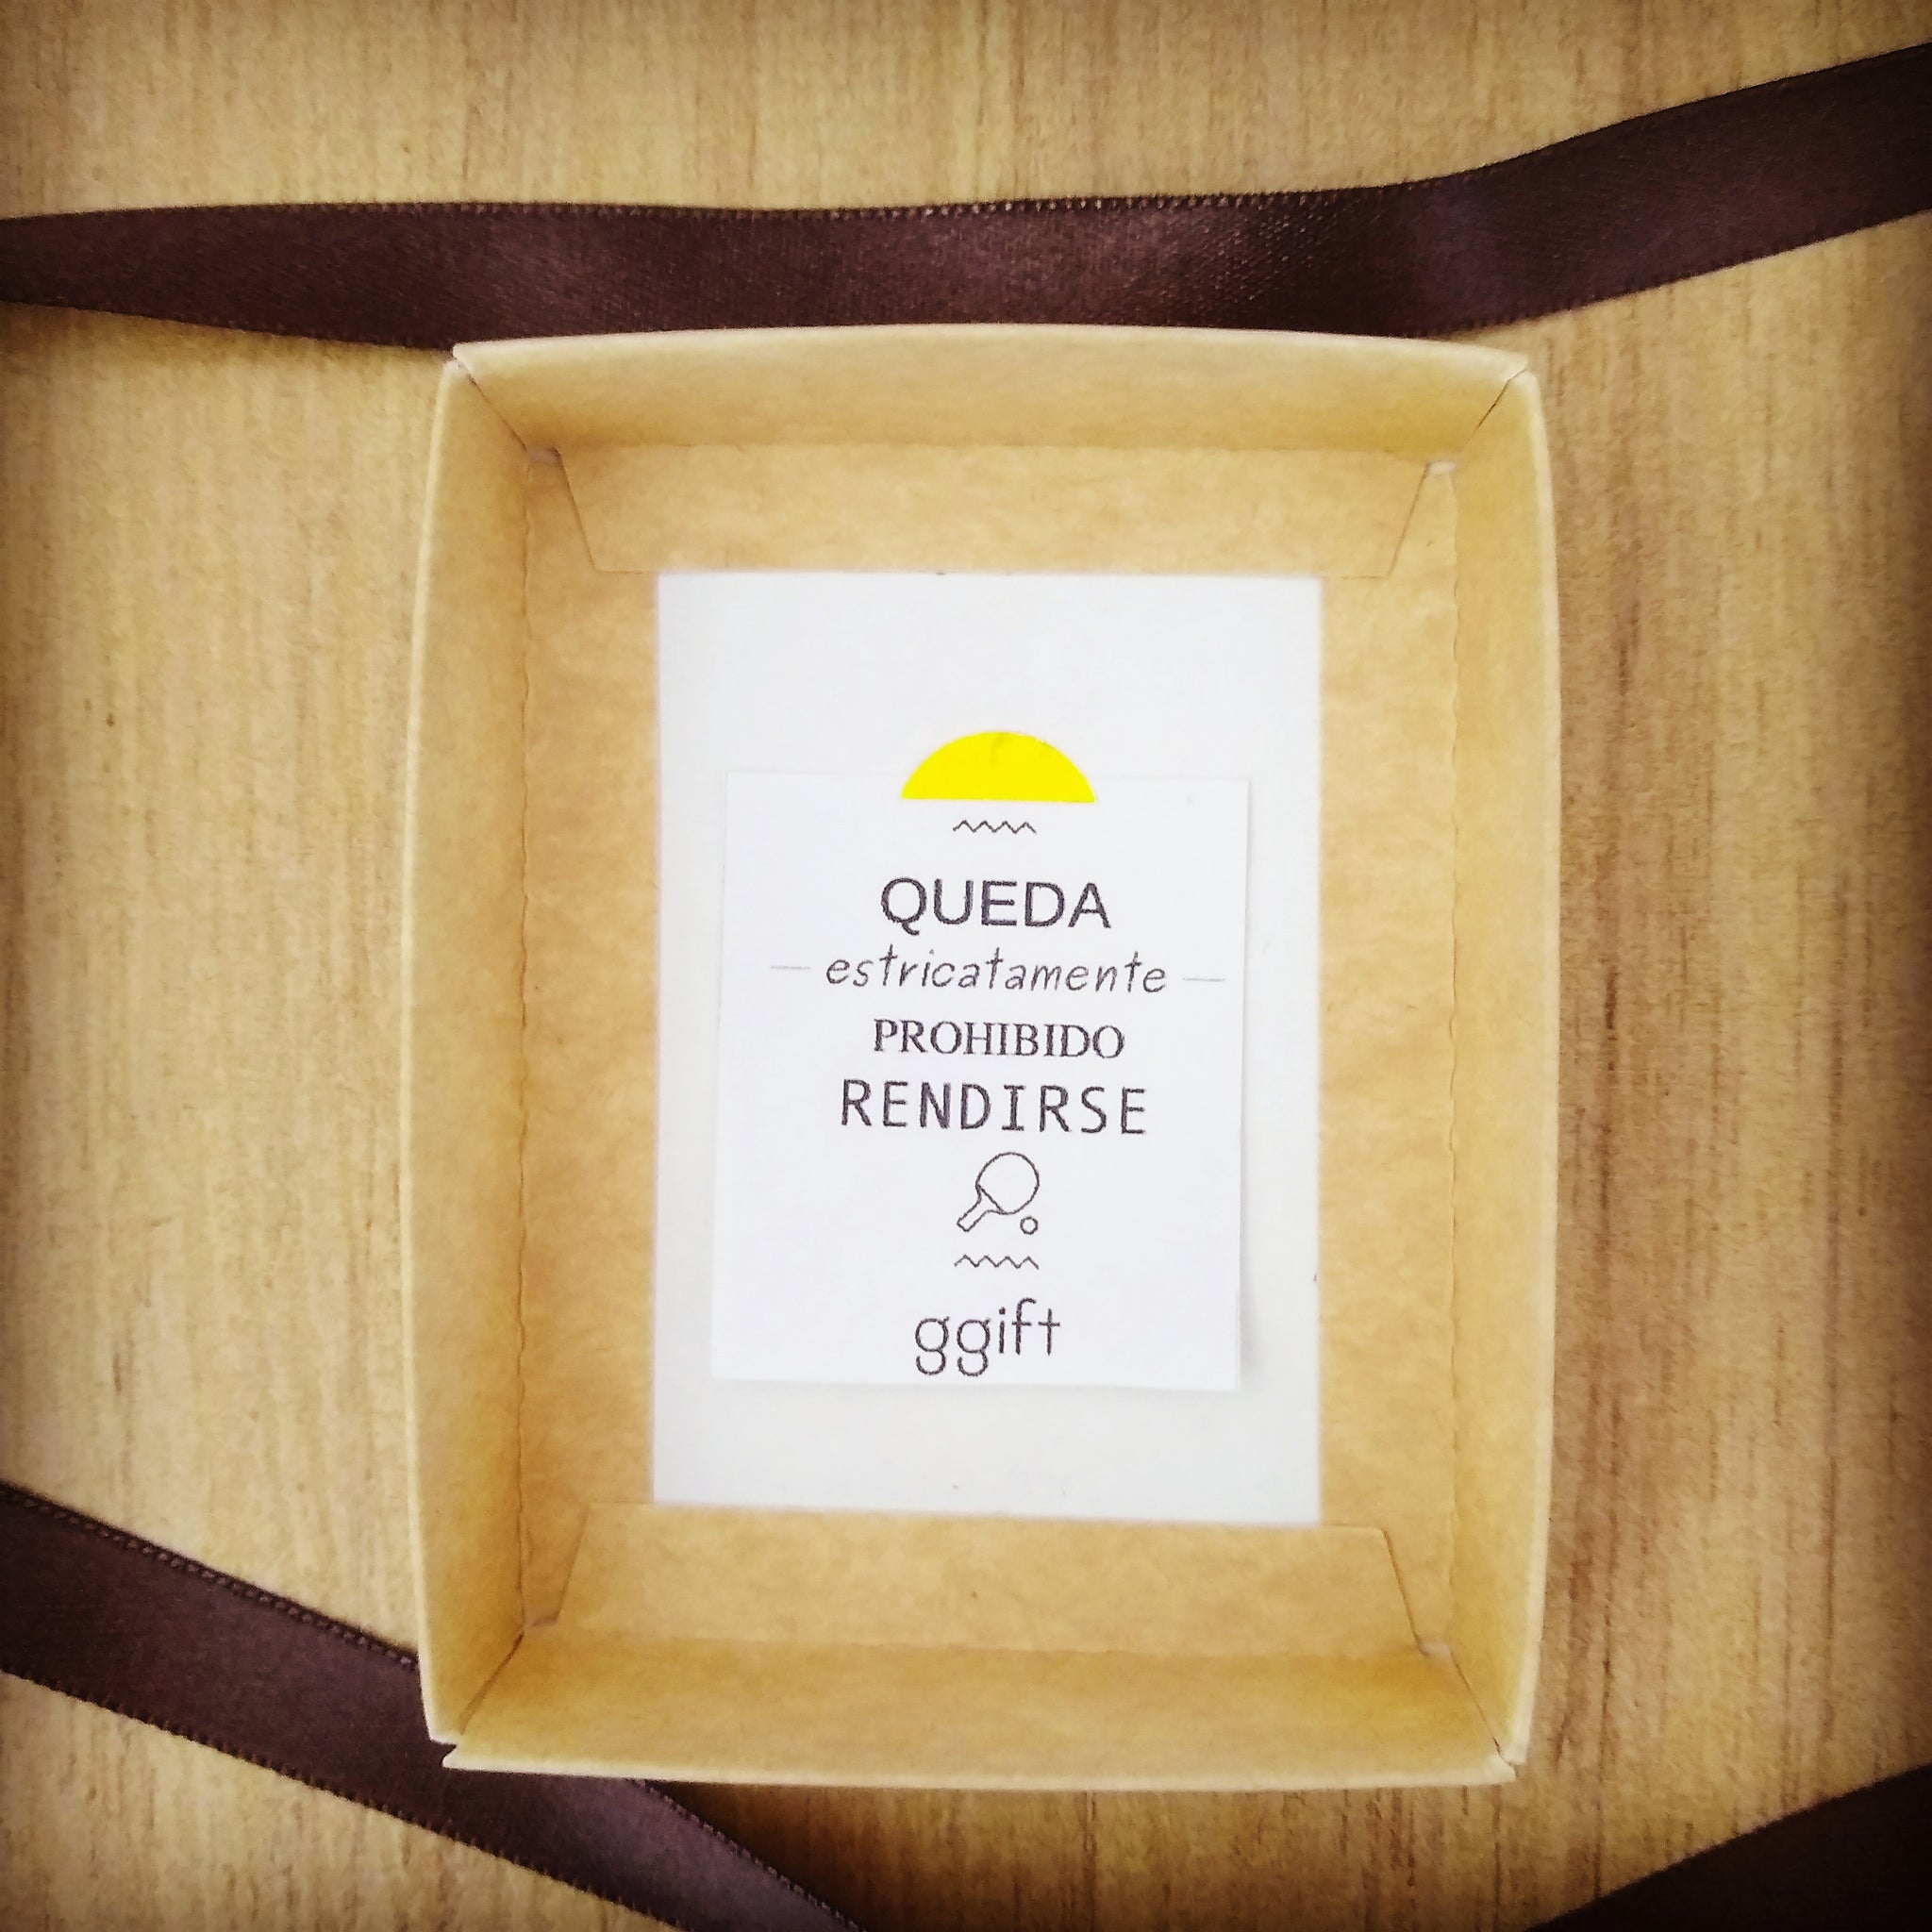 QUEDA
— estricatamente —
PROHIBIDO
RENDIRSE
ggift